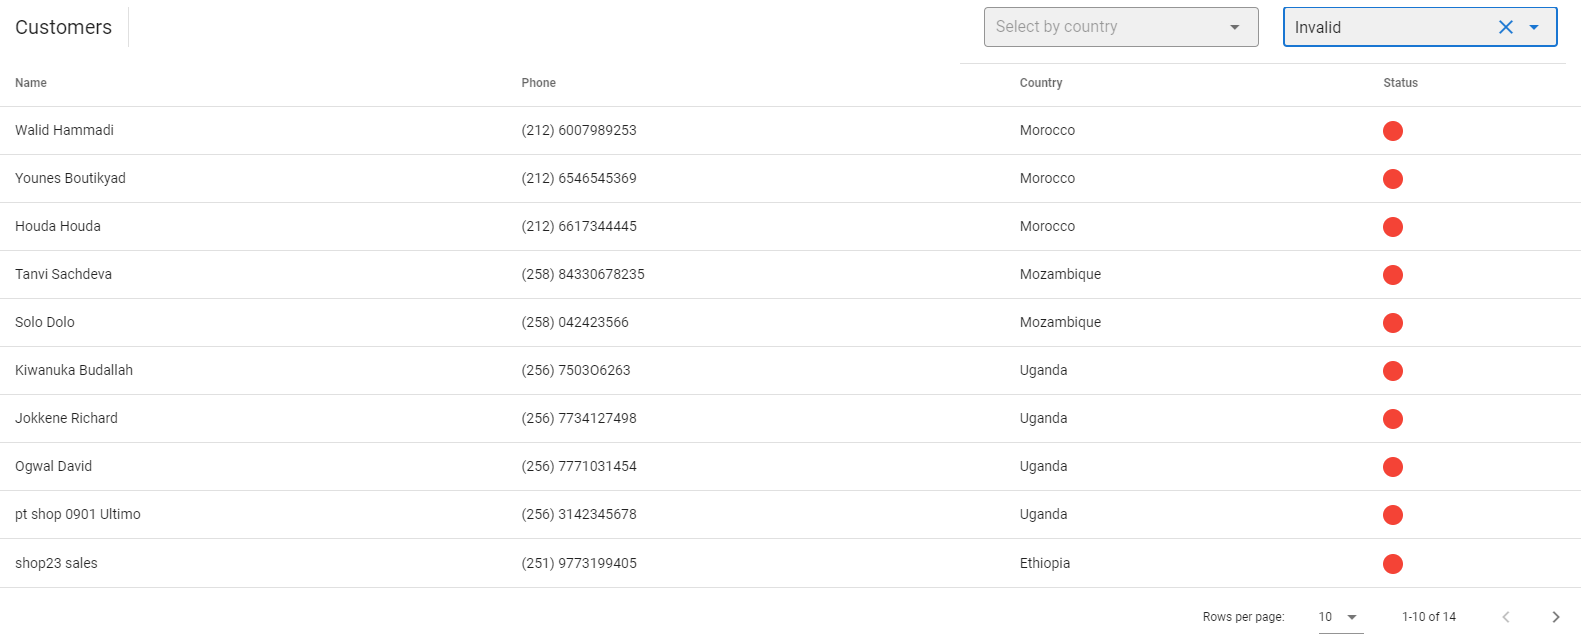 Customers Select by country Invalid
Name Phone Country Status
Walid Hammadi (212) 6007989253 Morocco
Younes Boutikyad (212) 6546545369 Morocco
Houda Houda (212) 6617344445 Morocco
Tanvi Sachdeva (258) 84330678235 Mozambique
Solo Dolo (258) 042423566 Mozambique
Kiwanuka Budallah (256) 7503O6263 Uganda
Jokkene Richard (256) 7734127498 Uganda
Ogwal David (256) 7771031454 Uganda
pt shop 0901 Ultimo (256) 3142345678 Uganda
shop23 sales (251) 9773199405 Ethiopia
Rows per page: 10 1-10 of 14